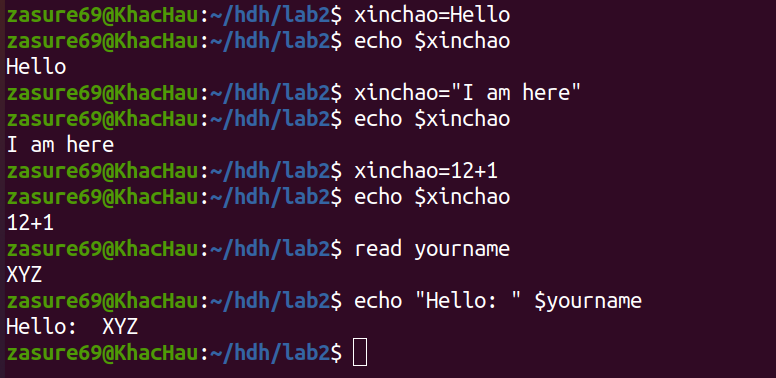 zasure69@KhacHau:~/hdh/lab2$ xinchao=Hello
zasure69@KhacHau:~/hdh/lab2$ echo $xinchao
Hello
zasure69@KhacHau:~/hdh/lab2$ xinchao="I am here"
zasure69@KhacHau:~/hdh/lab2$ echo $xinchao
I am here
zasure69@KhacHau:~/hdh/lab2$ xinchao=12+1
zasure69@KhacHau:~/hdh/lab2$ echo $xinchao
12+1
zasure69@KhacHau:~/hdh/lab2$ read yourname
XYZ
zasure69@KhacHau:~/hdh/lab2$ echo "Hello: " $yourname
Hello:  XYZ
zasure69@KhacHau:~/hdh/lab2$